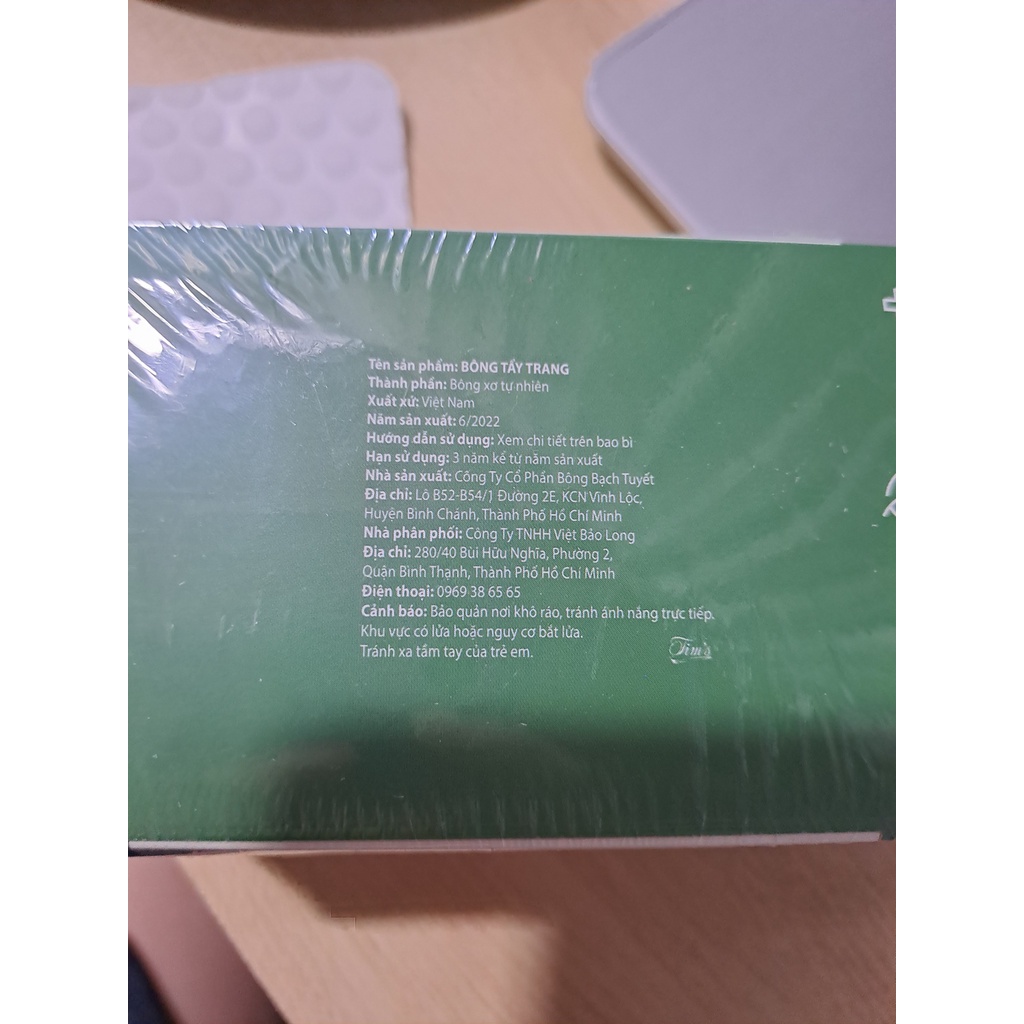 Tên sản phẩm: BÔNG TẨY TRANG
Thành phần: Bông xơ tự nhiên
Xuất xứ: Việt Nam
Năm sản xuất: 6/2022
Hướng dẫn sử dụng: Xem chi tiết trên bao bì
Hạn sử dụng: 3 năm kể từ năm sản xuất
Nhà sản xuất: Công Ty Cổ Phần Bông Bạch Tuyết
Địa chỉ: Lô B52-B54/1 Đường 2E, KCN Vĩnh Lộc,
Huyện Bình Chánh, Thành Phố Hồ Chí Minh
Nhà phân phối: Công Ty TNHH Việt Bảo Long
Địa chỉ: 280/40 Bùi Hữu Nghĩa, Phường 2,
Quận Bình Thạnh, Thành Phố Hồ Chí Minh
Điện thoại: 0969 38 65 65
Cảnh báo: Bảo quản nơi khô ráo, tránh ánh nắng trực tiếp.
Khu vực có lửa hoặc nguy cơ bắt lửa.
Tránh xa tầm tay của trẻ em.
Tim's